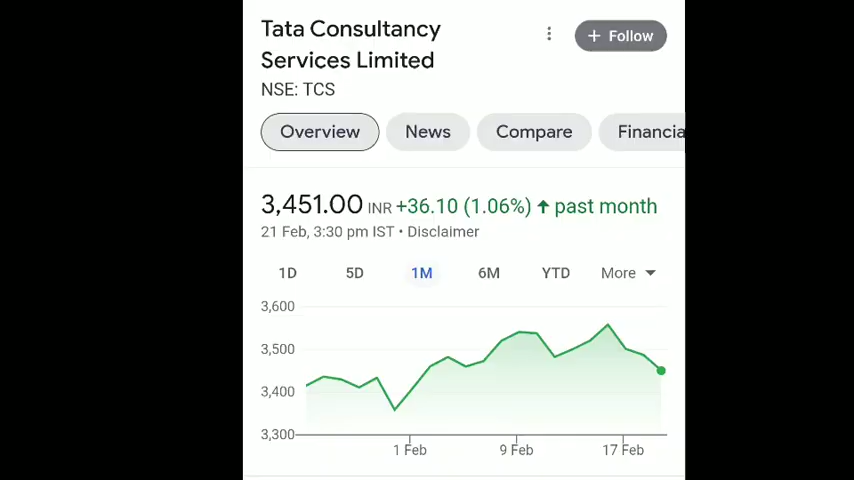 Tata Consultancy
Services Limited
+ Follow
NSE: TCS
Overview News Compare Financia
3,451.00 INR +36.10 (1.06%) ↑ past month
21 Feb, 3:30 pm IST • Disclaimer
1D 5D 1M 6M YTD More
3,600
3,500
3,400
3,300
1 Feb 9 Feb 17 Feb